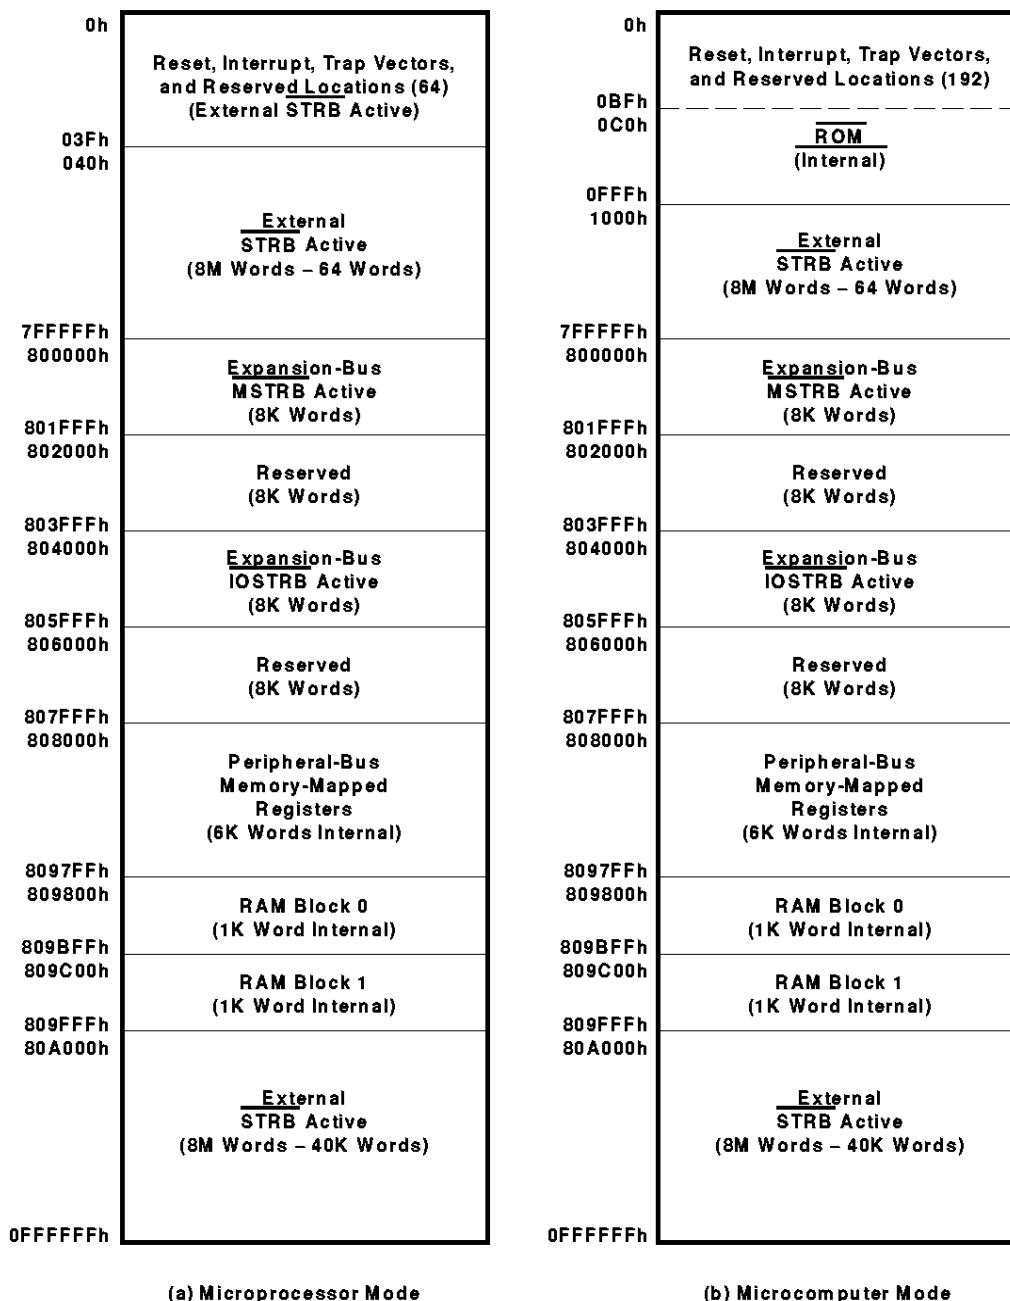 0h
Reset, Interrupt, Trap Vectors,
and Reserved Locations (64)
(External STRB Active)
03Fh
040h
External
STRB Active
(8M Words – 64 Words)
7FFFFFh
800000h
Expansion-Bus
MSTRB Active
(8K Words)
801FFFh
802000h
Reserved
(8K Words)
803FFFh
804000h
Expansion-Bus
IOSTRB Active
(8K Words)
805FFFh
806000h
Reserved
(8K Words)
807FFFh
808000h
Peripheral-Bus
Memory-Mapped
Registers
(6K Words Internal)
8097FFh
809800h
RAM Block 0
(1K Word Internal)
809BFFh
809C00h
RAM Block 1
(1K Word Internal)
809FFFh
80A000h
External
STRB Active
(8M Words – 40K Words)
0FFFFFFh
(a) Microprocessor Mode
0h
Reset, Interrupt, Trap Vectors,
and Reserved Locations (192)
0BFh
0C0h
ROM
(Internal)
0FFFh
1000h
External
STRB Active
(8M Words – 64 Words)
7FFFFFh
800000h
Expansion-Bus
MSTRB Active
(8K Words)
801FFFh
802000h
Reserved
(8K Words)
803FFFh
804000h
Expansion-Bus
IOSTRB Active
(8K Words)
805FFFh
806000h
Reserved
(8K Words)
807FFFh
808000h
Peripheral-Bus
Memory-Mapped
Registers
(6K Words Internal)
8097FFh
809800h
RAM Block 0
(1K Word Internal)
809BFFh
809C00h
RAM Block 1
(1K Word Internal)
809FFFh
80A000h
External
STRB Active
(8M Words – 40K Words)
0FFFFFFh
(b) Microcomputer Mode